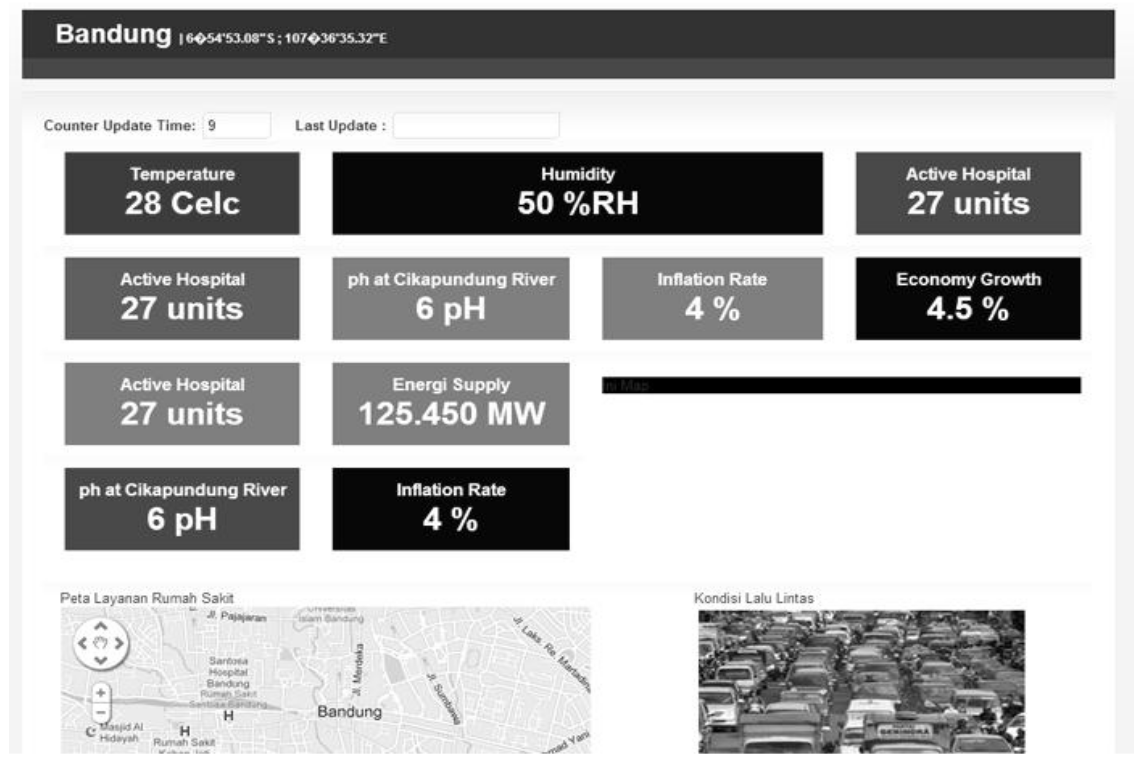 Bandung | 6�54'53.08"S ; 107�36'35.32"E
Counter Update Time: 9 Last Update :
Temperature
28 Celc
Humidity
50 %RH
Active Hospital
27 units
Active Hospital
27 units
ph at Cikapundung River
6 pH
Inflation Rate
4 %
Economy Growth
4.5 %
Active Hospital
27 units
Energi Supply
125.450 MW
ini Map
ph at Cikapundung River
6 pH
Inflation Rate
4 %
Peta Layanan Rumah Sakit
Kondisi Lalu Lintas
Jl. Pajajaran
Universitas
Islam Bandung
Jl. Laks. Re. Martadina
Jl. Merdeka
Jl. Sumbawa
Santosa
Hospital
Bandung
Rumah Sakit
Santosa Bandung
H
Bandung
Masjid Al
Hidayah
H
Rumah Sakit
mad Yani